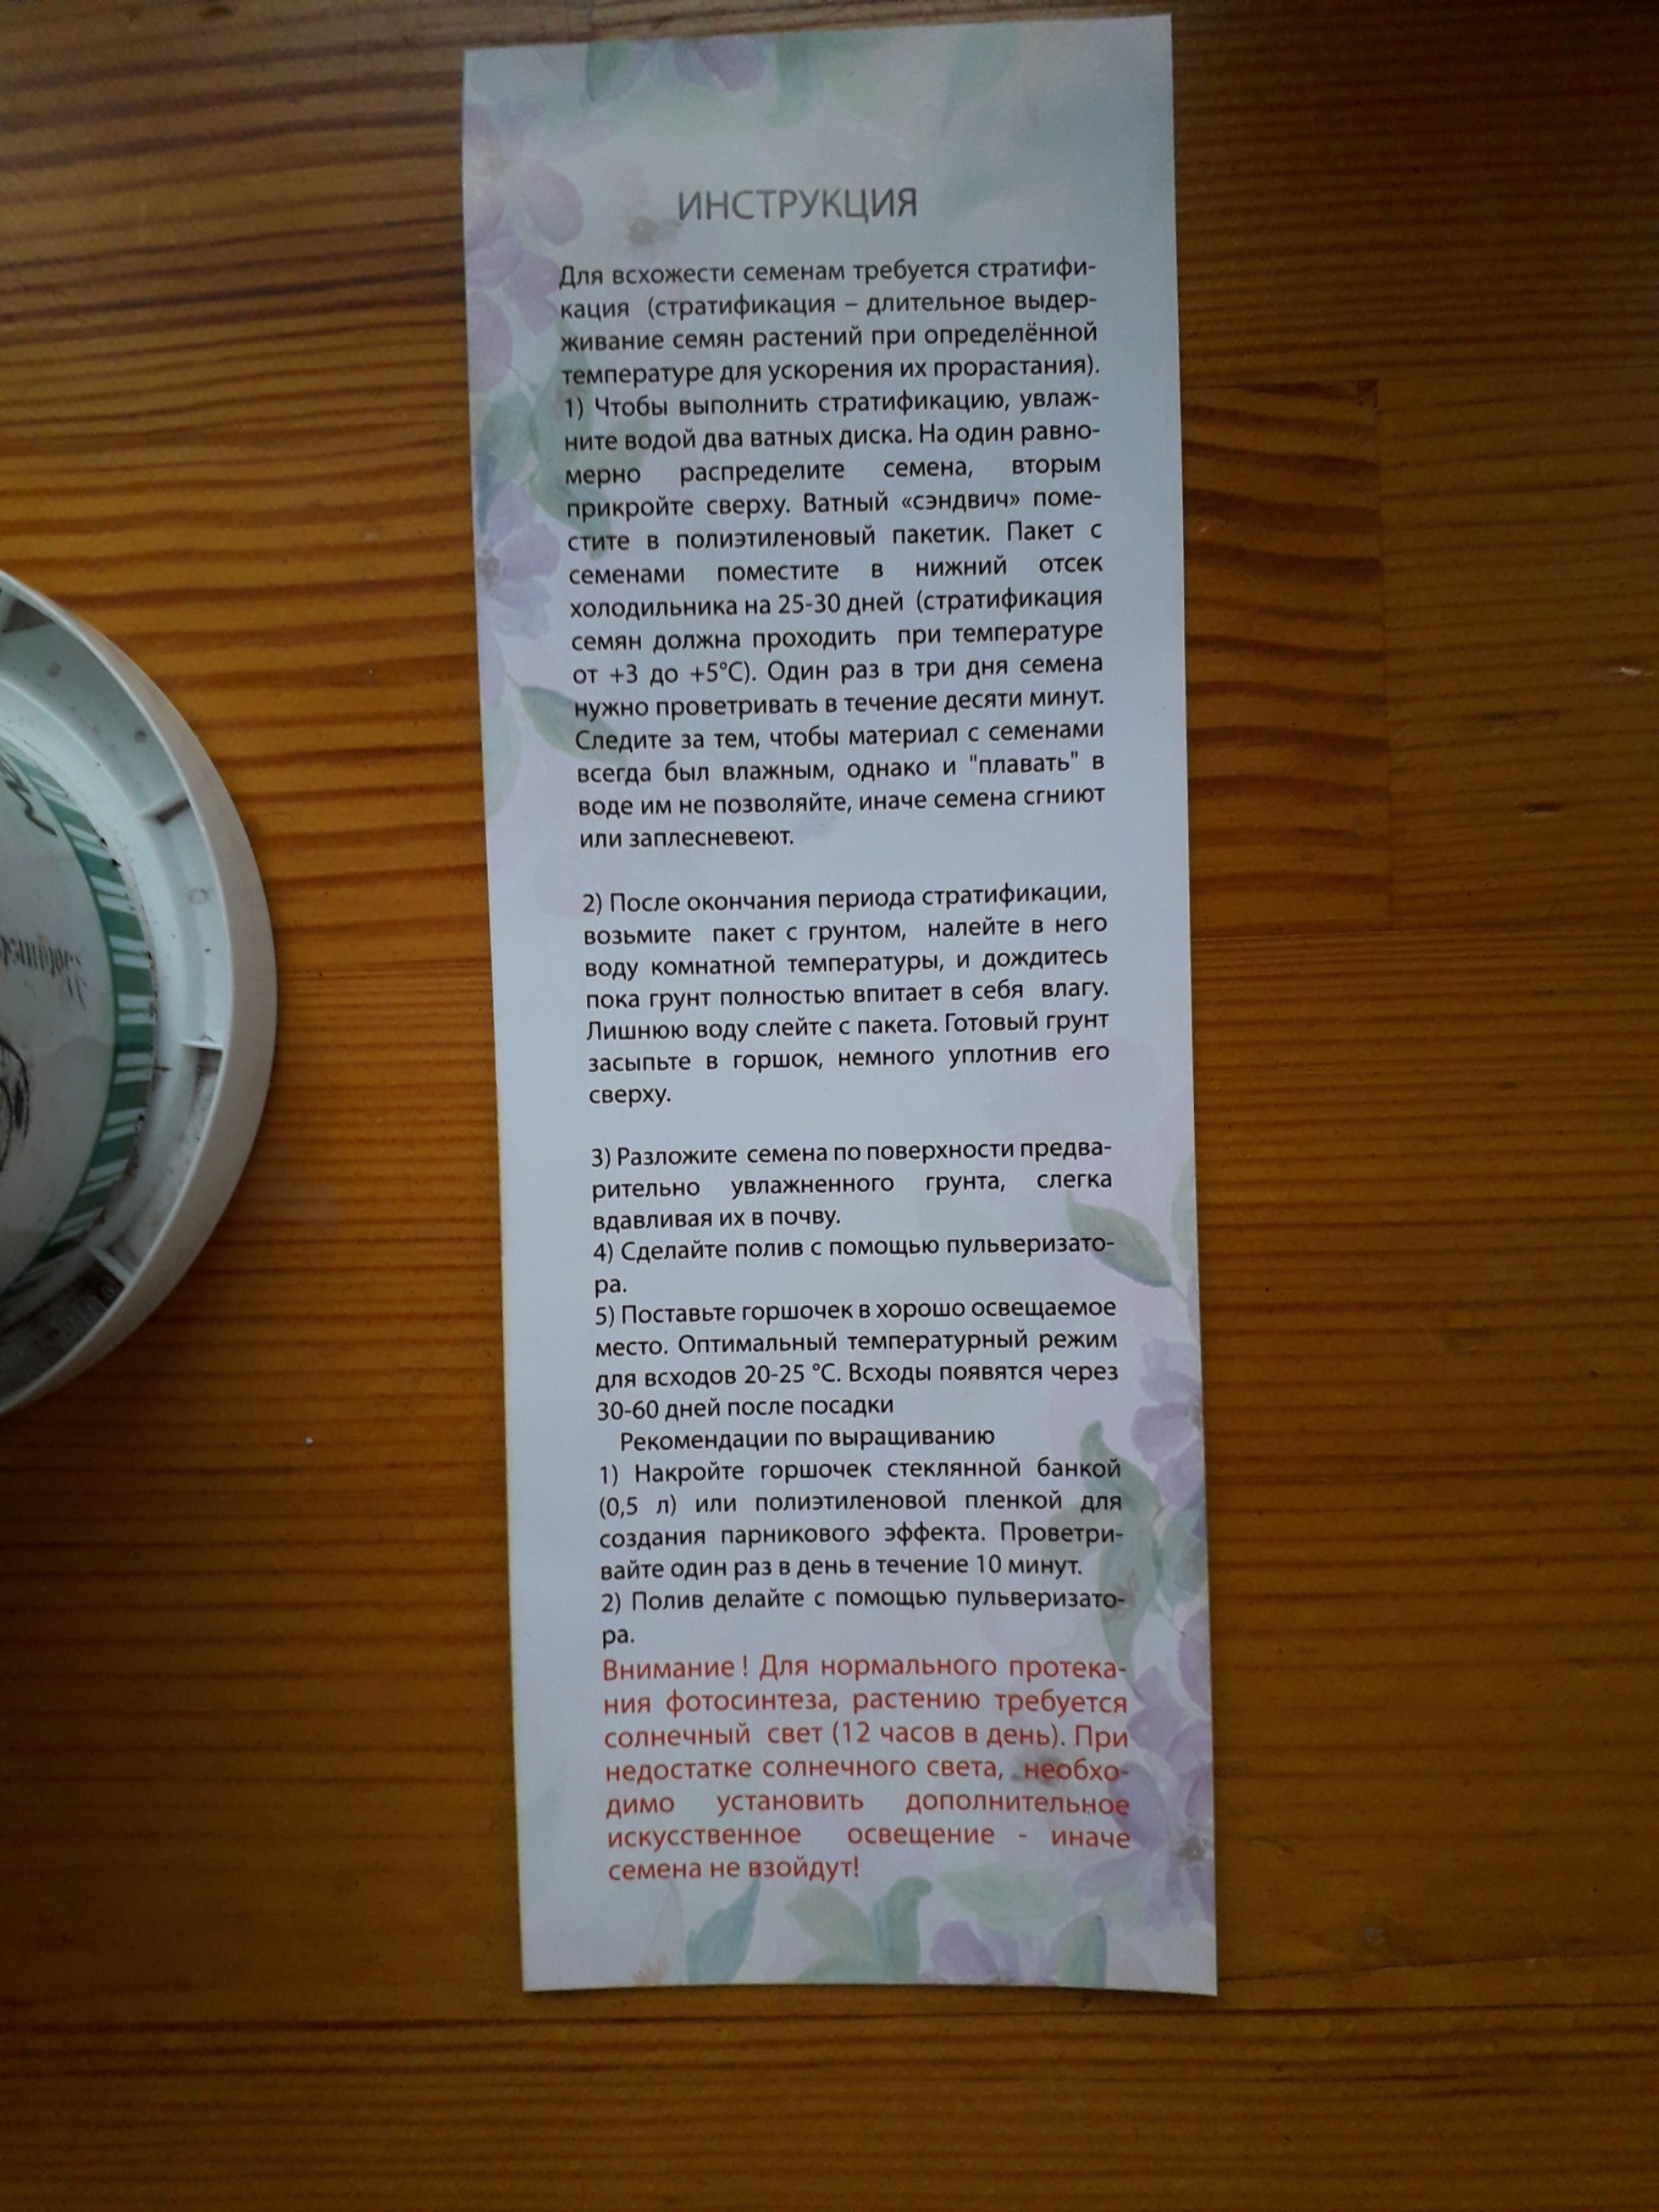 ИНСТРУКЦИЯ
Для всхожести семенам требуется стратифи-
кация (стратификация – длительное выдер-
живание семян растений при определённой
температуре для ускорения их прорастания).
1) Чтобы выполнить стратификацию, увлаж-
ните водой два ватных диска. На один равно-
мерно распределите семена, вторым
прикройте сверху. Ватный «сэндвич» поме-
стите в полиэтиленовый пакетик. Пакет с
семенами поместите в нижний отсек
холодильника на 25-30 дней (стратификация
семян должна проходить при температуре
от +3 до +5°С). Один раз в три дня семена
нужно проветривать в течение десяти минут.
Следите за тем, чтобы материал с семенами
всегда был влажным, однако и "плавать" в
воде им не позволяйте, иначе семена сгниют
или заплесневеют.
2) После окончания периода стратификации,
возьмите пакет с грунтом, налейте в него
воду комнатной температуры, и дождитесь
пока грунт полностью впитает в себя влагу.
Лишнюю воду слейте с пакета. Готовый грунт
засыпьте в горшок, немного уплотнив его
сверху.
3) Разложите семена по поверхности предва-
рительно увлажненного грунта, слегка
вдавливая их в почву.
4) Сделайте полив с помощью пульверизато-
ра.
5) Поставьте горшочек в хорошо освещаемое
место. Оптимальный температурный режим
для всходов 20-25 °С. Всходы появятся через
30-60 дней после посадки
Рекомендации по выращиванию
1) Накройте горшочек стеклянной банкой
(0,5 л) или полиэтиленовой пленкой для
создания парникового эффекта. Проветри-
вайте один раз в день в течение 10 минут.
2) Полив делайте с помощью пульверизато-
ра.
Внимание! Для нормального протека-
ния фотосинтеза, растению требуется
солнечный свет (12 часов в день). При
недостатке солнечного света, необхо-
димо установить дополнительное
искусственное освещение - иначе
семена не взойдут!